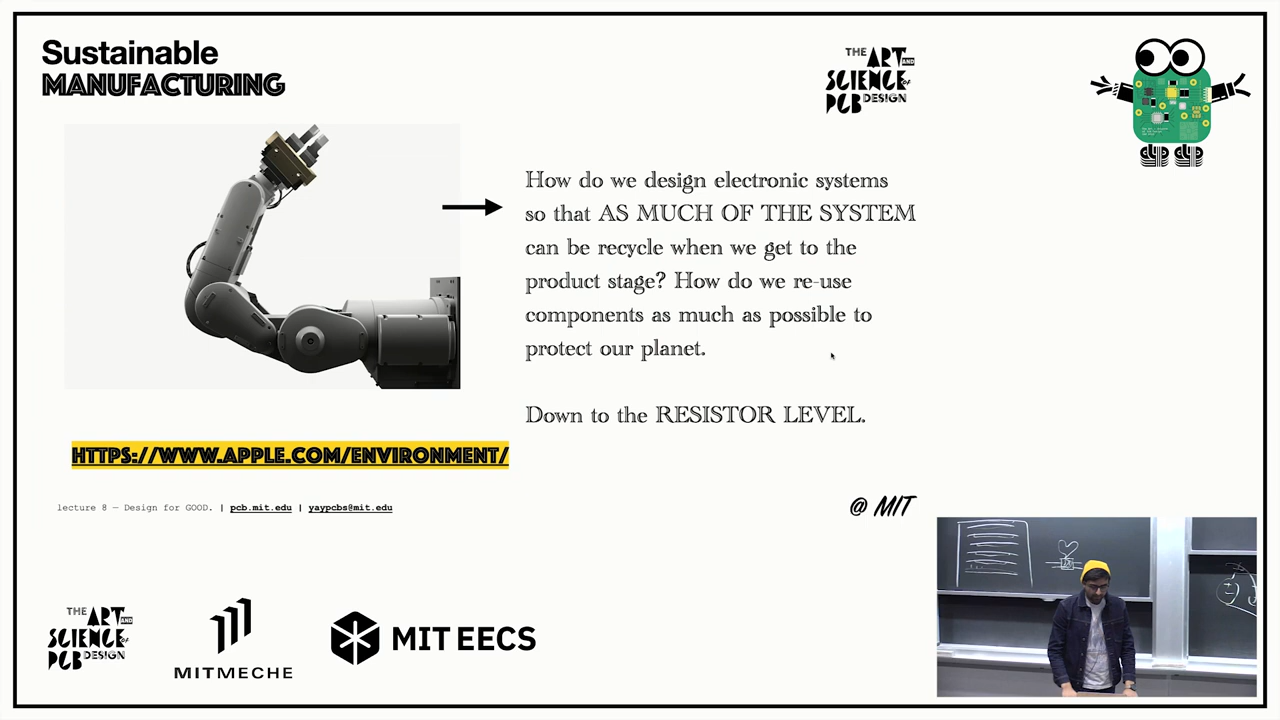 Sustainable
MANUFACTURING
THE ART AND
SCIENCE of
PCB DESIGN
How do we design electronic systems
so that AS MUCH OF THE SYSTEM
can be recycle when we get to the
product stage? How do we re-use
components as much as possible to
protect our planet.
Down to the RESISTOR LEVEL.
HTTPS://WWW.APPLE.COM/ENVIRONMENT/
lecture 8 — Design for GOOD. | pcb.mit.edu | yaypcbs@mit.edu
@ MIT
THE ART AND
SCIENCE of
PCB DESIGN
MITMECHE
MIT EECS